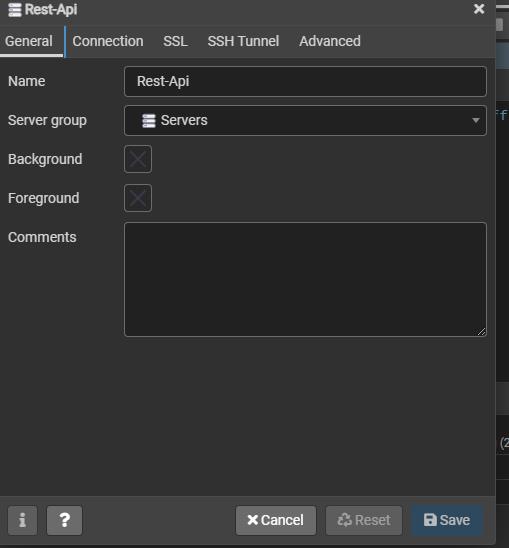 Rest-Api
General Connection SSL SSH Tunnel Advanced
Name Rest-Api
Server group Servers
Background
Foreground
Comments
Cancel Reset Save